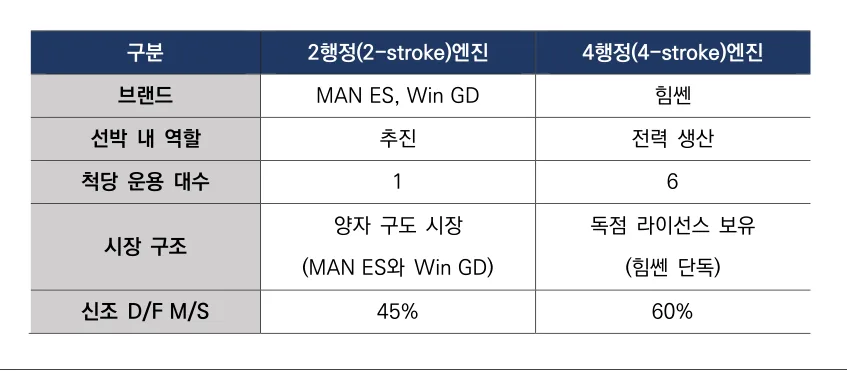 구분 2행정(2-stroke)엔진 4행정(4-stroke)엔진
브랜드 MAN ES, Win GD 힘쎈
선박 내 역할 추진 전력 생산
척당 운용 대수 1 6
시장 구조 양자 구도 시장 독점 라이선스 보유
(MAN ES와 Win GD) (힘쎈 단독)
신조 D/F M/S 45% 60%